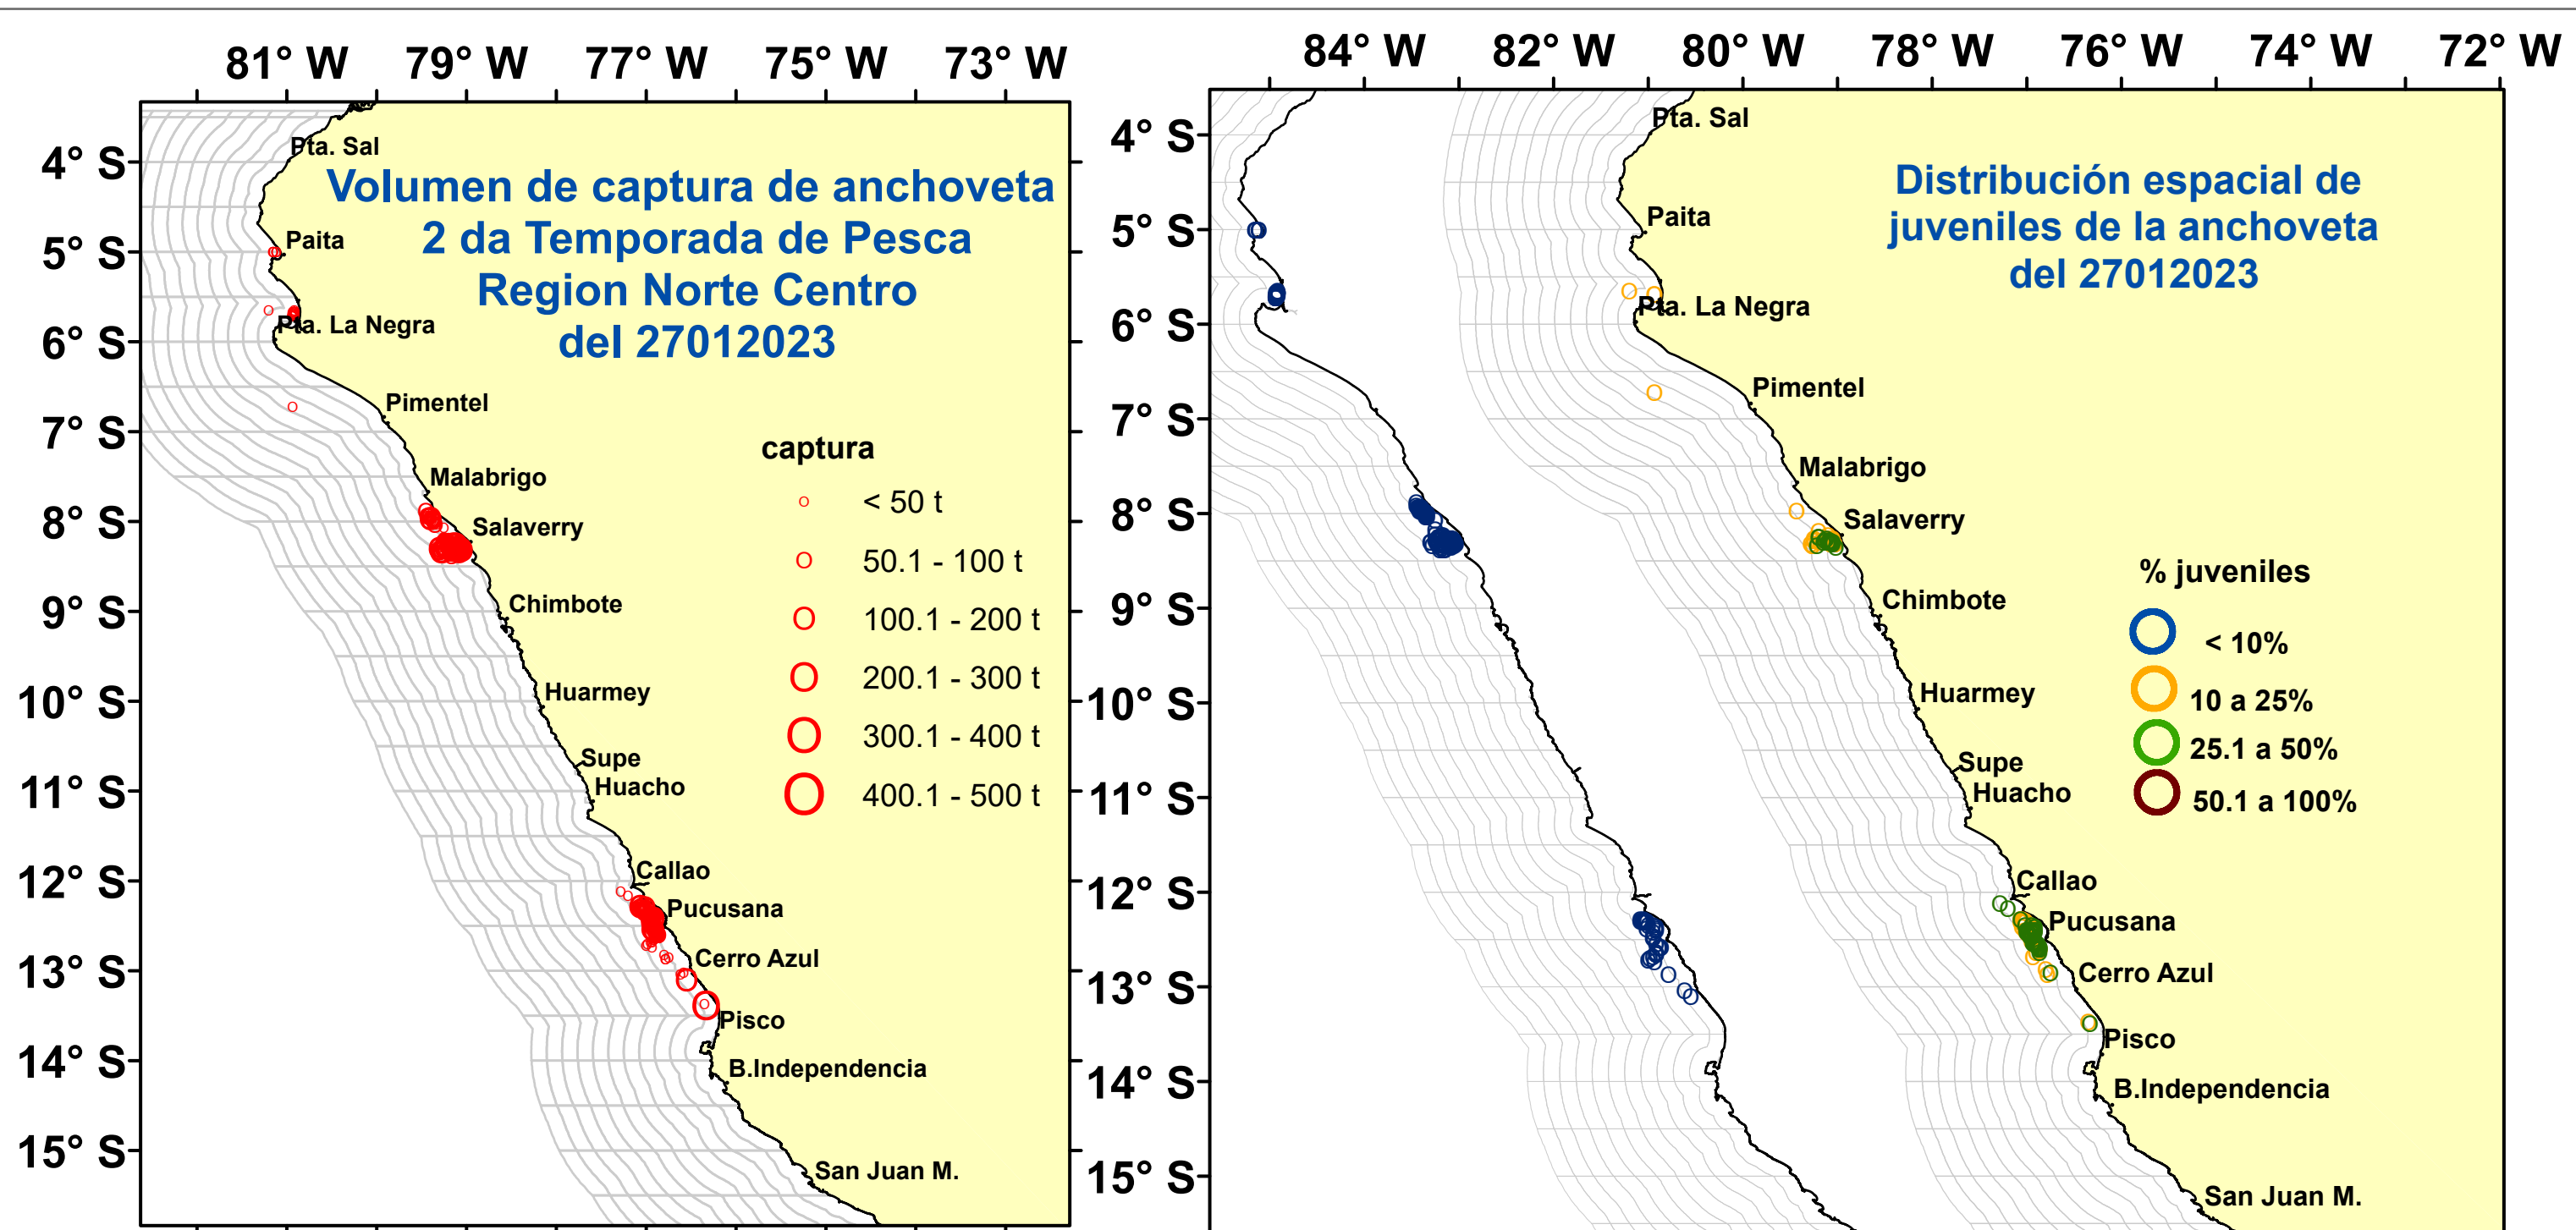 81° W 79° W 77° W 75° W 73° W
4° S
5° S
6° S
7° S
8° S
9° S
10° S
11° S
12° S
13° S
14° S
15° S
Volumen de captura de anchoveta
2 da Temporada de Pesca
Region Norte Centro
del 27012023
Pta. Sal
Paita
Pta. La Negra
Pimentel
Malabrigo
Salaverry
Chimbote
Huarmey
Supe
Huacho
Callao
Pucusana
Cerro Azul
Pisco
B.Independencia
San Juan M.
captura
< 50 t
50.1 - 100 t
100.1 - 200 t
200.1 - 300 t
300.1 - 400 t
400.1 - 500 t
84° W 82° W 80° W 78° W 76° W 74° W 72° W
4° S
5° S
6° S
7° S
8° S
9° S
10° S
11° S
12° S
13° S
14° S
15° S
Distribución espacial de
juveniles de la anchoveta
del 27012023
Pta. Sal
Paita
Pta. La Negra
Pimentel
Malabrigo
Salaverry
Chimbote
Huarmey
Supe
Huacho
Callao
Pucusana
Cerro Azul
Pisco
B.Independencia
San Juan M.
% juveniles
< 10%
10 a 25%
25.1 a 50%
50.1 a 100%